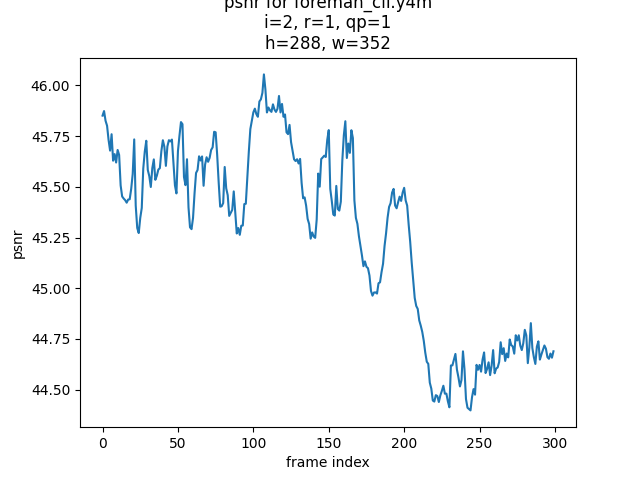 psnr for foreman_cif.y4m
i=2, r=1, qp=1
h=288, w=352
46.00
45.75
45.50
45.25
45.00
44.75
44.50
psnr
0 50 100 150 200 250 300
frame index